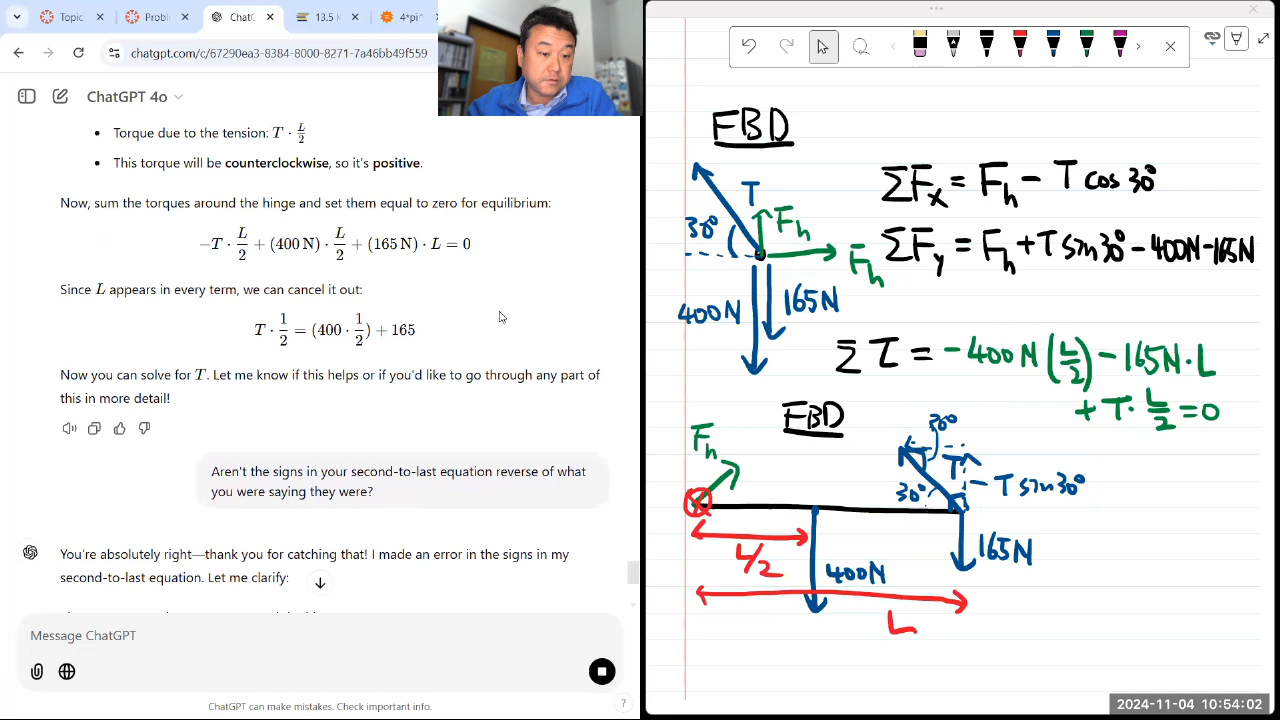 Topic
Probl
ChatG
13.5 k
4*pi^
chatgpt.com/c/
ChatGPT 4o
Torque due to the tension: T · L/2
This torque will be counterclockwise, so it's positive.
Now, sum the torques around the hinge and set them equal to zero for equilibrium:
−T · L/2 + (400 N) · L/2 + (165 N) · L = 0
Since L appears in every term, we can cancel it out:
T · 1/2 = (400 · 1/2) + 165
Now you can solve for T. Let me know if this helps or if you'd like to go through any part
of this in more detail!
Aren't the signs in your second-to-last equation reverse of what
you were saying they were?
You're absolutely right—thank you for catching that! I made an error in the signs in my
second-to-last equation. Let me clarify:
Message ChatGPT
ChatGPT can make mistakes. Check important info.
?
FBD
T
30°
Fh
Fh
400N
165N
ΣFx = Fh − T cos 30°
ΣFy = Fh + T sin 30° − 400N − 165N
Στ = −400N (L/2) − 165N · L
+ T · L/2 = 0
FBD
Fh
30°
T
30°
T sin 30°
L/2
400N
165N
L
2024-11-04 10:54:02